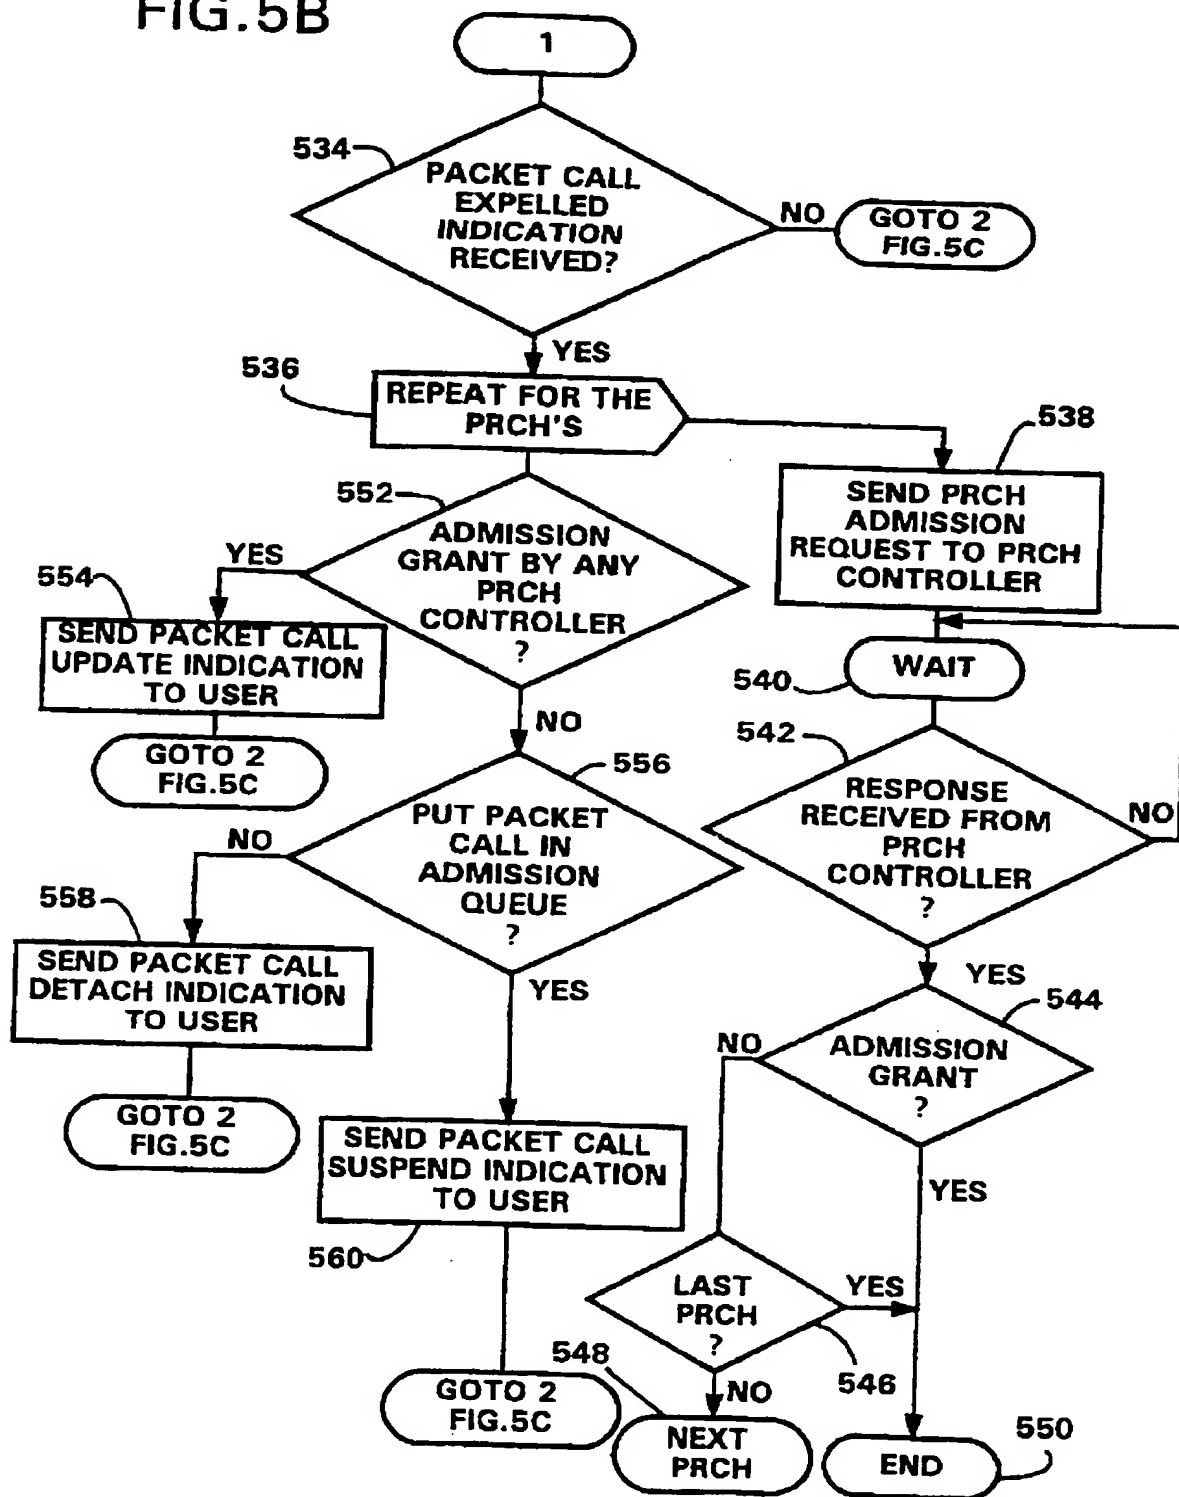 FIG.5B
1
534
PACKET CALL
EXPELLED
INDICATION
RECEIVED?
NO
GOTO 2
FIG.5C
YES
536
REPEAT FOR THE
PRCH'S
538
SEND PRCH
ADMISSION
REQUEST TO PRCH
CONTROLLER
552
ADMISSION
GRANT BY ANY
PRCH
CONTROLLER
?
YES
554
SEND PACKET CALL
UPDATE INDICATION
TO USER
GOTO 2
FIG.5C
NO
540
WAIT
542
RESPONSE
RECEIVED FROM
PRCH
CONTROLLER
?
NO
YES
556
PUT PACKET
CALL IN
ADMISSION
QUEUE
?
NO
558
SEND PACKET CALL
DETACH INDICATION
TO USER
GOTO 2
FIG.5C
YES
544
ADMISSION
GRANT
?
NO
YES
SEND PACKET CALL
SUSPEND INDICATION
TO USER
560
GOTO 2
FIG.5C
LAST
PRCH
?
YES
546
NO
548
NEXT
PRCH
END
550